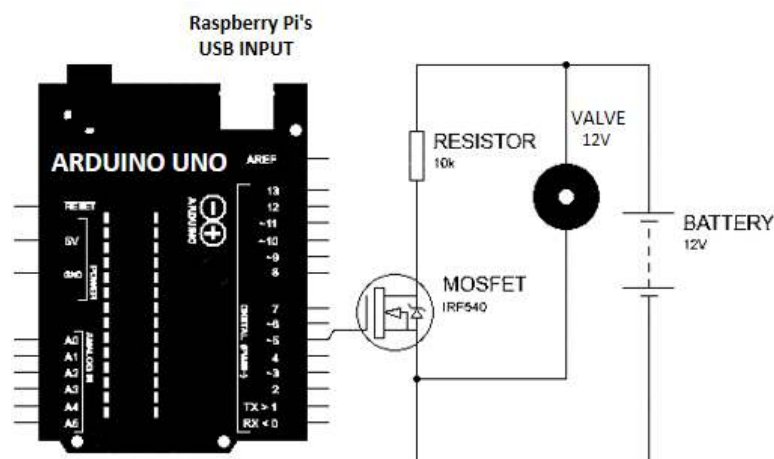 Raspberry Pi's
USB INPUT
ARDUINO UNO
AREF
RESET
5V
GND
POWER
ANALOG IN
A0
A1
A2
A3
A4
A5
ARDUINO
13
12
~11
~10
~9
8
7
~6
~5
4
~3
2
TX > 1
RX < 0
DIGITAL (PWM~)
RESISTOR
10k
MOSFET
IRF540
VALVE
12V
BATTERY
12V